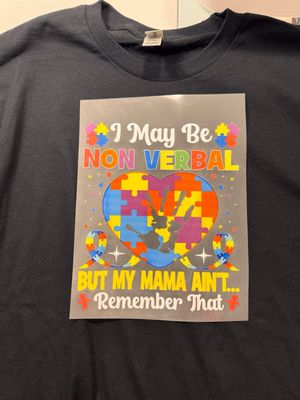 I May Be
NON VERBAL
BUT MY MAMA AIN'T...
Remember That